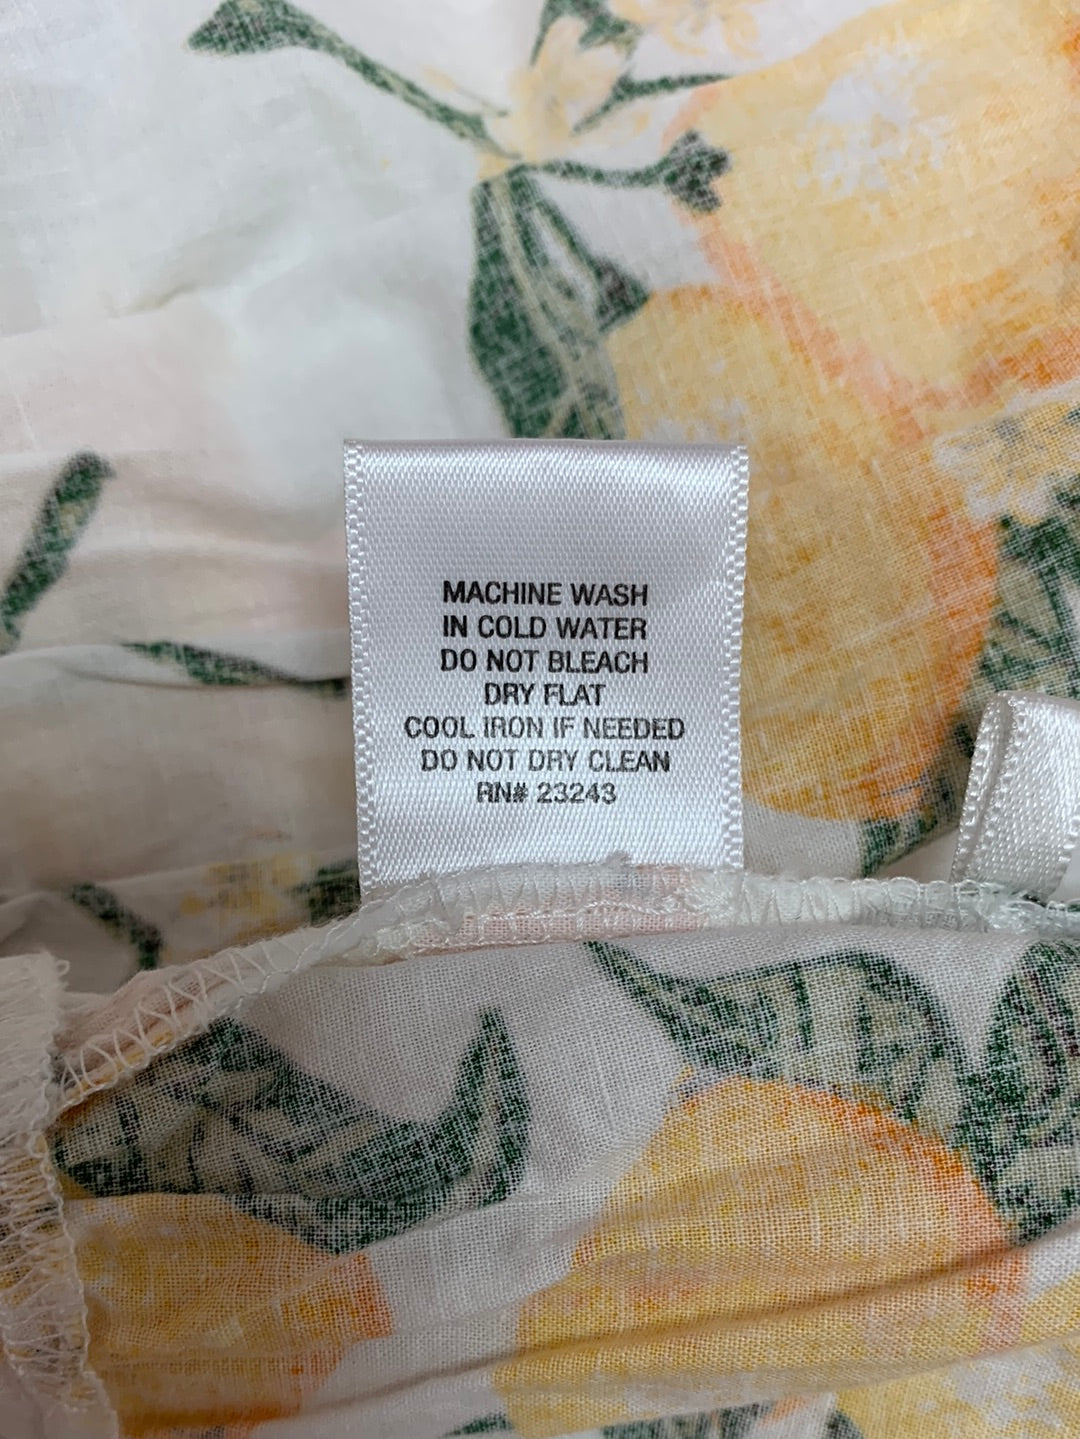 MACHINE WASH
IN COLD WATER
DO NOT BLEACH
DRY FLAT
COOL IRON IF NEEDED
DO NOT DRY CLEAN
RN# 23243